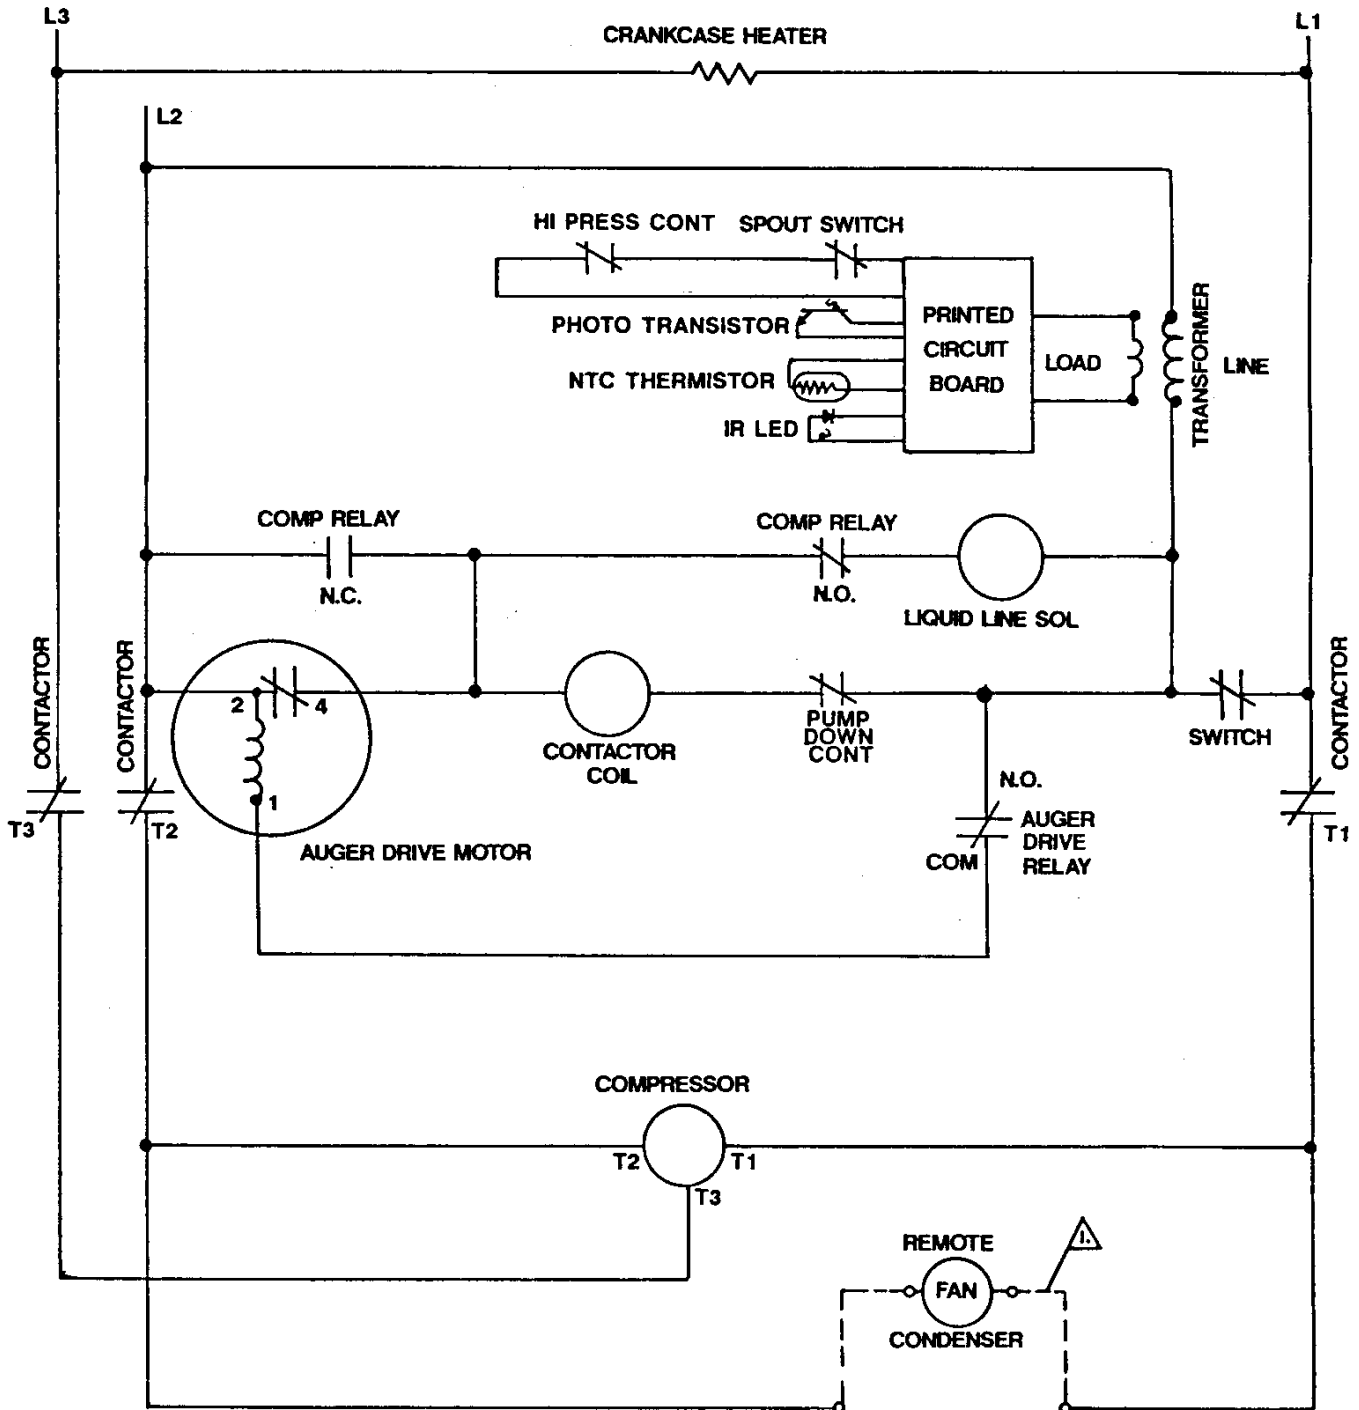 L3
L1
CRANKCASE HEATER
L2
HI PRESS CONT
SPOUT SWITCH
PHOTO TRANSISTOR
NTC THERMISTOR
IR LED
PRINTED
CIRCUIT
BOARD
LOAD
TRANSFORMER
LINE
COMP RELAY
N.C.
COMP RELAY
N.O.
LIQUID LINE SOL
CONTACTOR
CONTACTOR
2
4
1
CONTACTOR
COIL
PUMP
DOWN
CONT
SWITCH
CONTACTOR
T3
T2
AUGER DRIVE MOTOR
N.O.
AUGER
DRIVE
RELAY
COM
T1
COMPRESSOR
T2
T1
T3
REMOTE
FAN
CONDENSER
1.